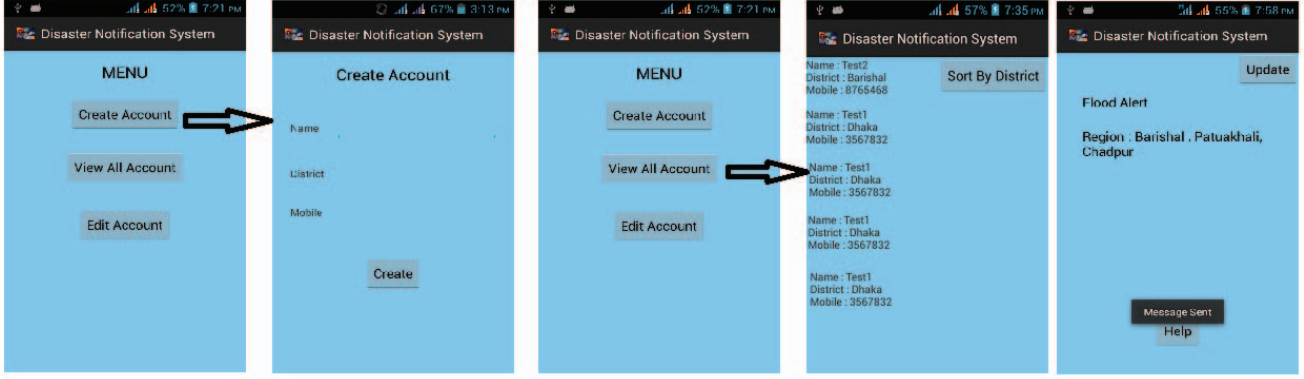 52% 7:21 PM
Disaster Notification System
MENU
Create Account
View All Account
Edit Account
67% 3:13 PM
Disaster Notification System
Create Account
Name
District
Mobile
Create
52% 7:21 PM
Disaster Notification System
MENU
Create Account
View All Account
Edit Account
57% 7:35 PM
Disaster Notification System
Sort By District
Name : Test2
District : Barishal
Mobile : 8765468
Name : Test1
District : Dhaka
Mobile : 3567832
Name : Test1
District : Dhaka
Mobile : 3567832
Name : Test1
District : Dhaka
Mobile : 3567832
Name : Test1
District : Dhaka
Mobile : 3567832
55% 7:58 PM
Disaster Notification System
Update
Flood Alert
Region : Barishal . Patuakhali,
Chadpur
Message Sent
Help